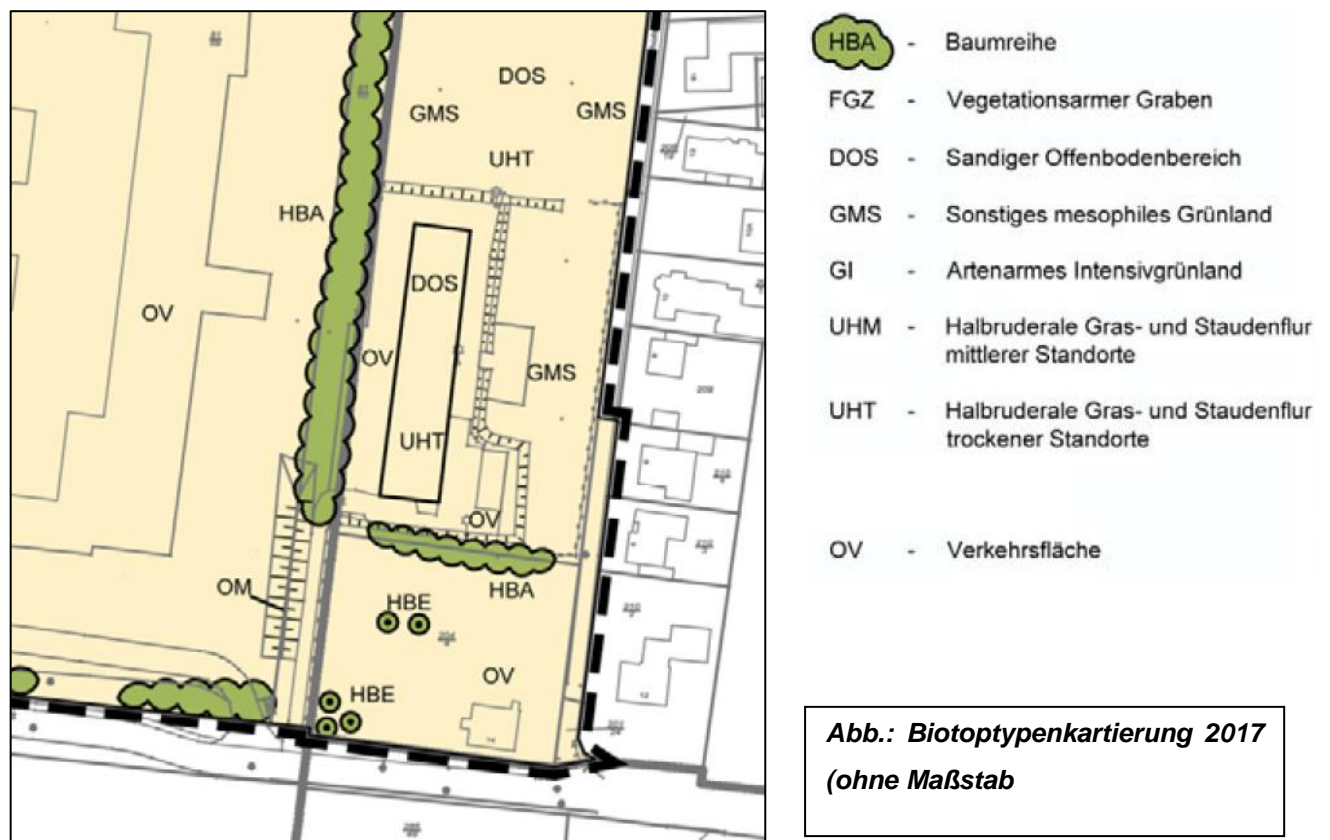 DOS
GMS
GMS
UHT
HBA
DOS
OV
OV
GMS
UHT
OV
OM
HBA
HBE
OV
HBE
14
12
HBA - Baumreihe
FGZ - Vegetationsarmer Graben
DOS - Sandiger Offenbodenbereich
GMS - Sonstiges mesophiles Grünland
GI - Artenarmes Intensivgrünland
UHM - Halbruderale Gras- und Staudenflur
mittlerer Standorte
UHT - Halbruderale Gras- und Staudenflur
trockener Standorte
OV - Verkehrsfläche
Abb.: Biotoptypenkartierung 2017
(ohne Maßstab